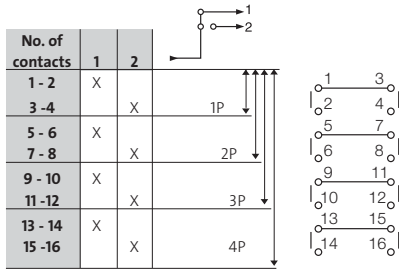 1
2
No. of
contacts 1 2
1 - 2 X
3 -4 X 1P
5 - 6 X
7 - 8 X 2P
9 - 10 X
11 -12 X 3P
13 - 14 X
15 -16 X 4P
1 3
2 4
5 7
6 8
9 11
10 12
13 15
14 16